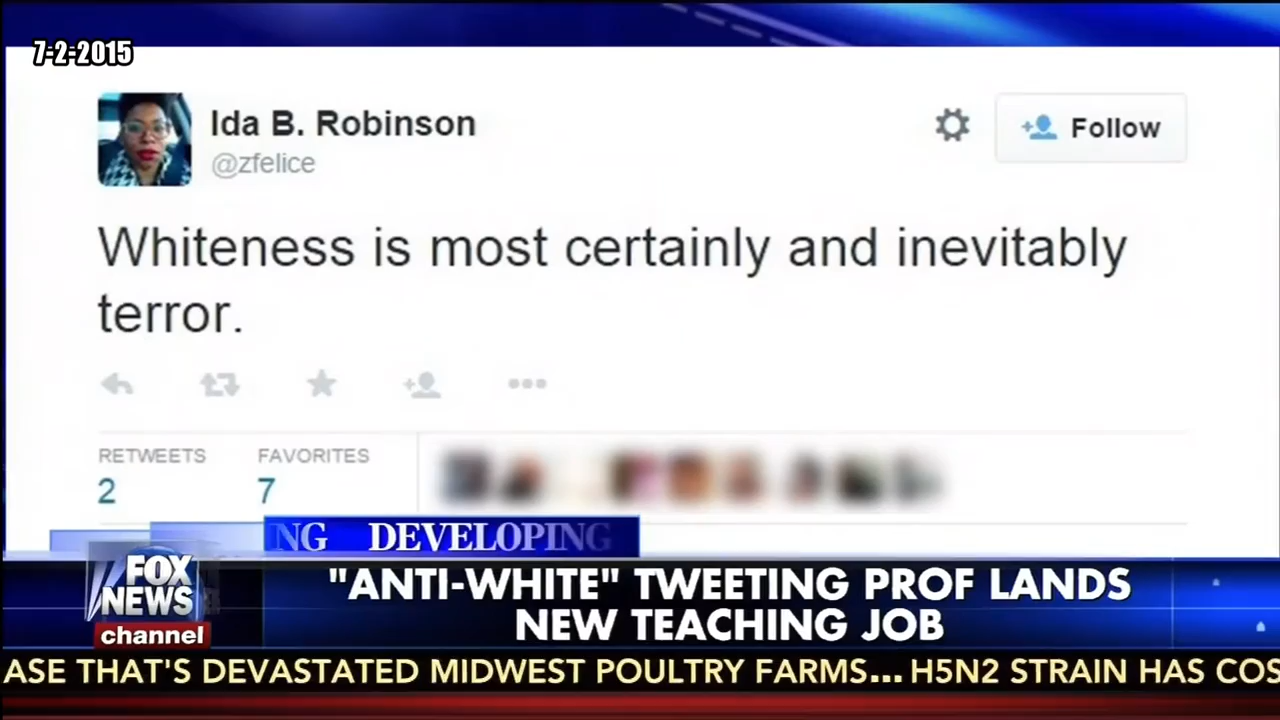 7-2-2015
Ida B. Robinson
@zfelice
Follow
Whiteness is most certainly and inevitably
terror.
RETWEETS
FAVORITES
2
7
NG DEVELOPING
FOX
NEWS
channel
"ANTI-WHITE" TWEETING PROF LANDS
NEW TEACHING JOB
ASE THAT'S DEVASTATED MIDWEST POULTRY FARMS... H5N2 STRAIN HAS COS